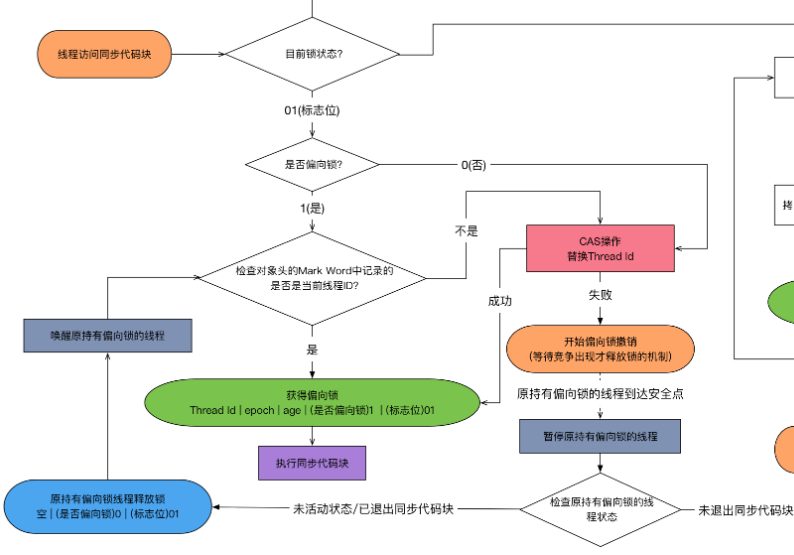 线程访问同步代码块
目前锁状态?
01(标志位)
是否偏向锁?
0(否)
1(是)
不是
CAS操作
替换Thread Id
拷
检查对象头的Mark Word中记录的
是否是当前线程ID?
成功
失败
唤醒原持有偏向锁的线程
是
开始偏向锁撤销
(等待竞争出现才释放锁的机制)
获得偏向锁
Thread Id | epoch | age | (是否偏向锁)1 | (标志位)01
原持有偏向锁的线程到达安全点
暂停原持有偏向锁的线程
执行同步代码块
原持有偏向锁线程释放锁
空 | (是否偏向锁)0 | (标志位)01
未活动状态/已退出同步代码块
检查原持有偏向锁的线
程状态
未退出同步代码块